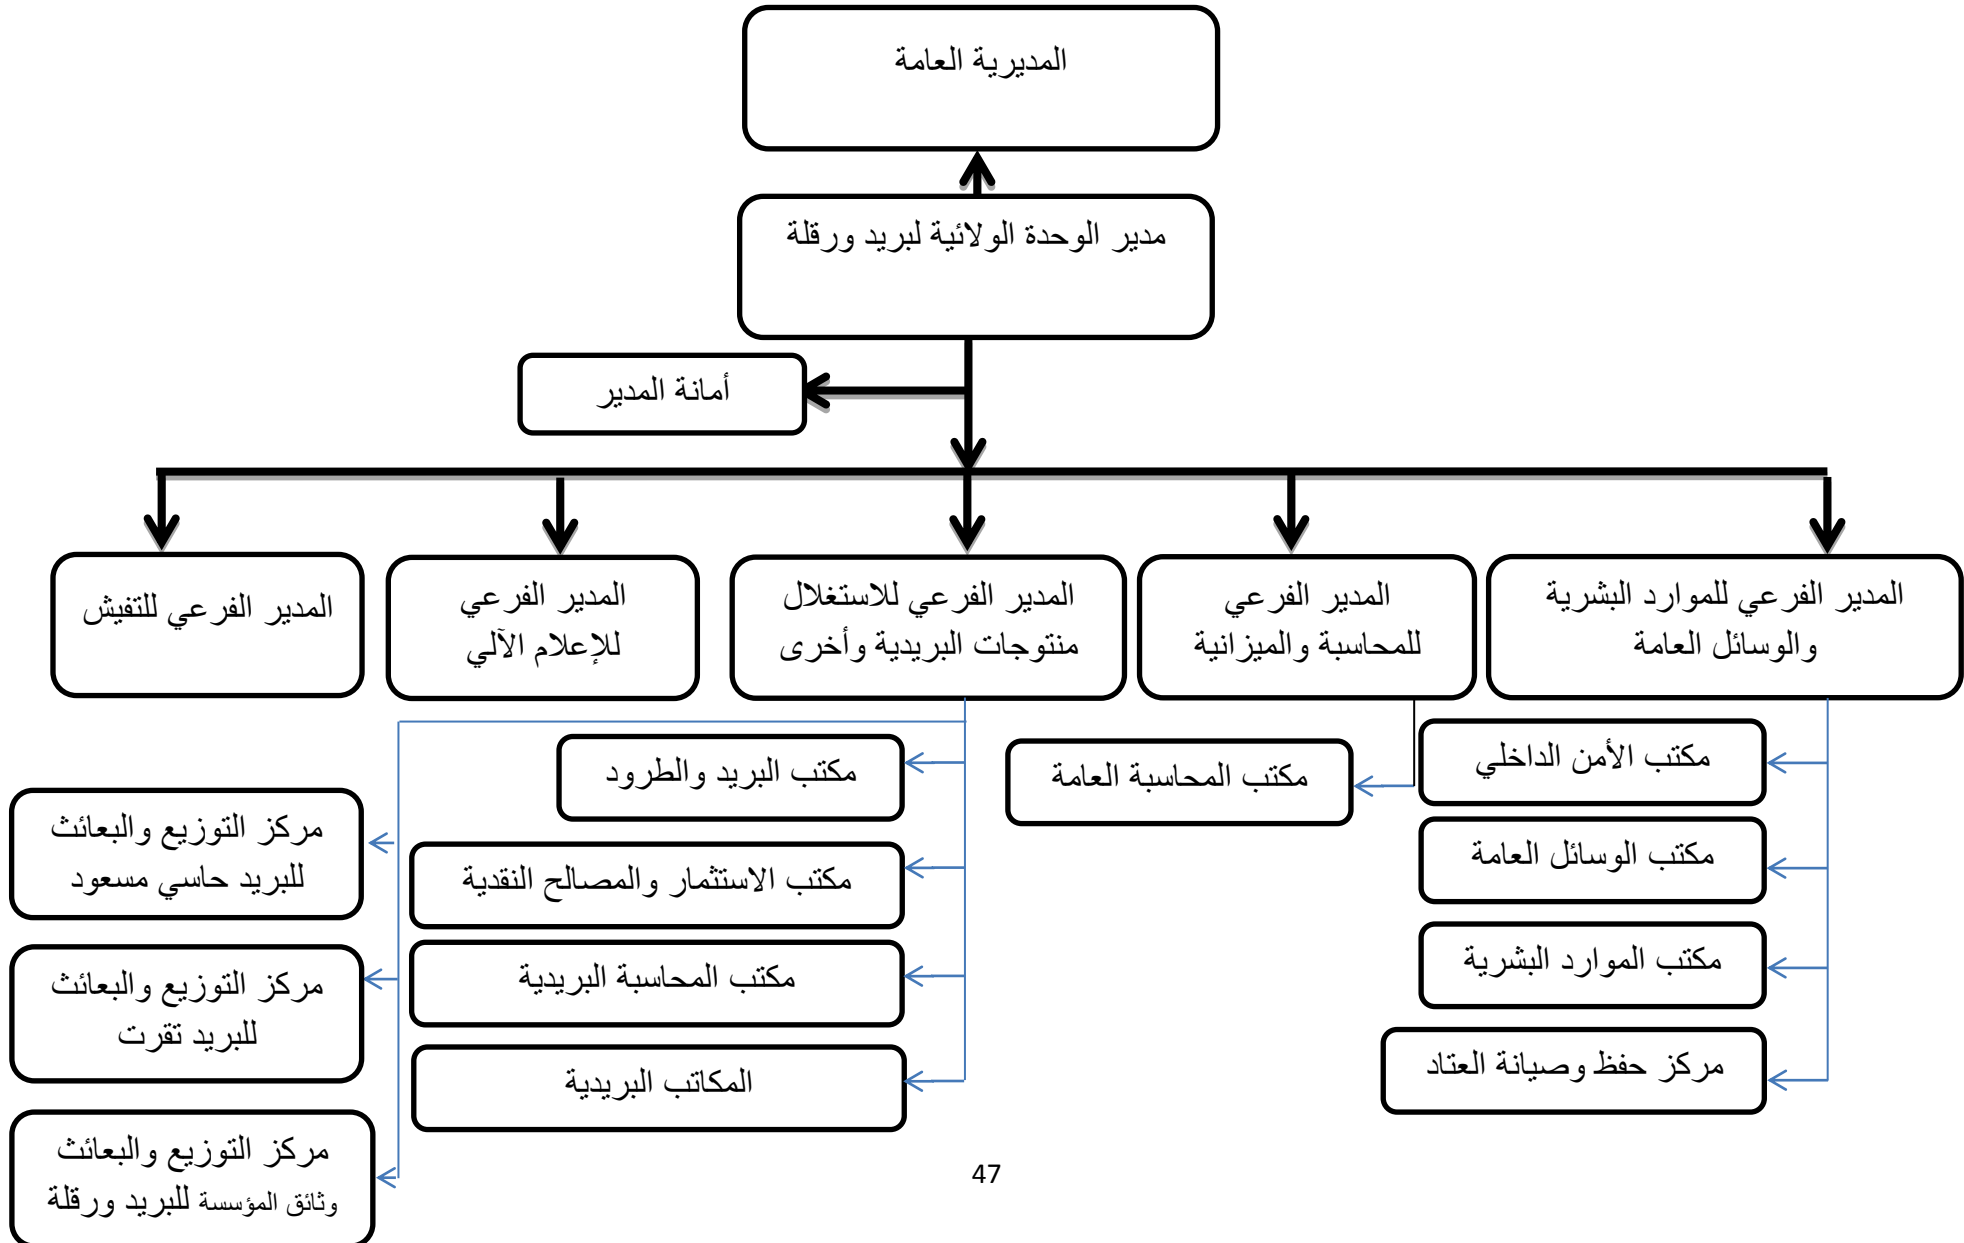 المديرية العامة
مدير الوحدة الولائية لبريد ورقلة
أمانة المدير
المدير الفرعي للموارد البشرية
والوسائل العامة
المدير الفرعي
للمحاسبة والميزانية
المدير الفرعي للاستغلال
منتوجات البريدية وأخرى
المدير الفرعي
للإعلام الآلي
المدير الفرعي للتفيش
مكتب الأمن الداخلي
مكتب الوسائل العامة
مكتب الموارد البشرية
مركز حفظ وصيانة العتاد
مكتب المحاسبة العامة
مكتب البريد والطرود
مكتب الاستثمار والمصالح النقدية
مكتب المحاسبة البريدية
المكاتب البريدية
مركز التوزيع والبعائث
للبريد حاسي مسعود
مركز التوزيع والبعائث
للبريد تقرت
مركز التوزيع والبعائث
وثائق المؤسسة للبريد ورقلة
47